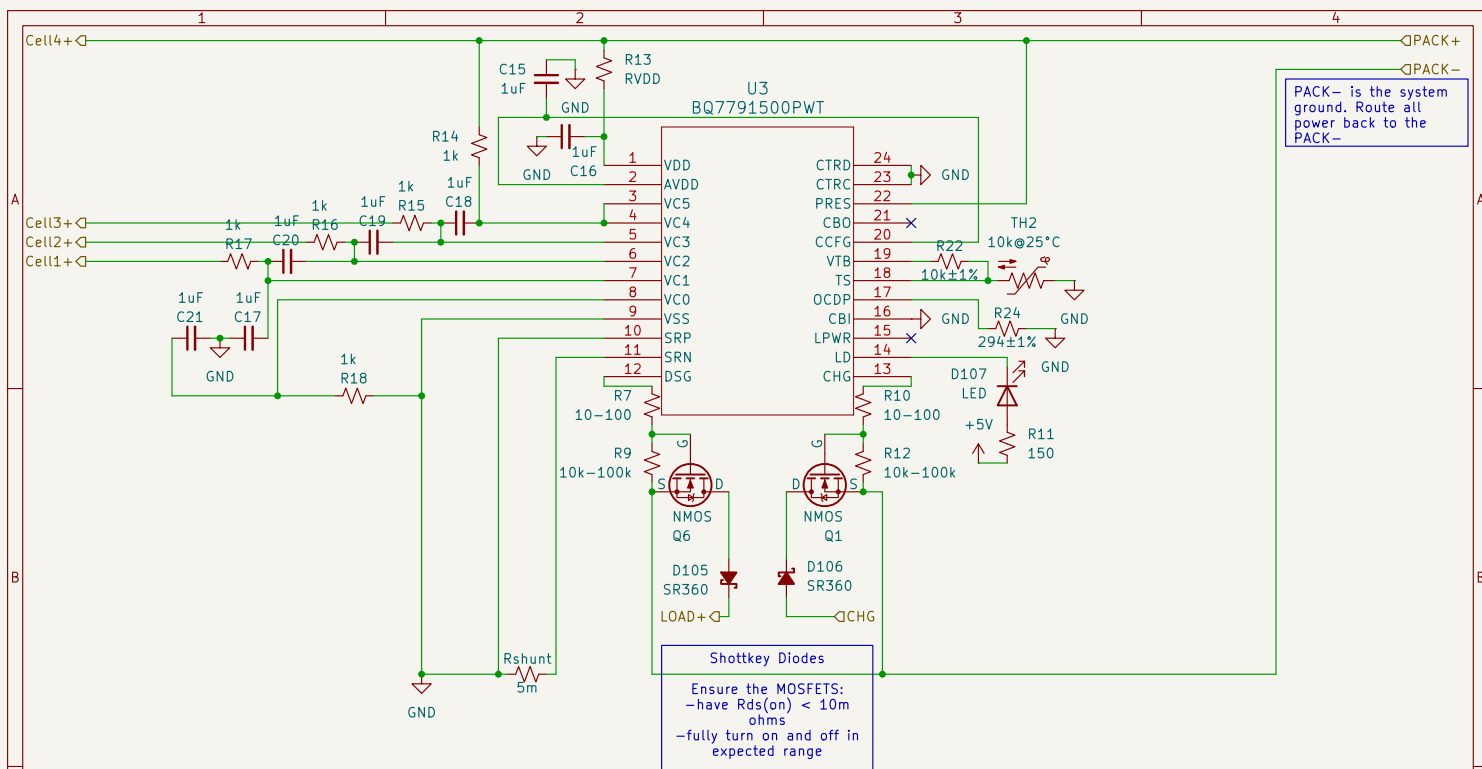 1
2
3
4
Cell4+
PACK+
PACK-
C15
1uF
GND
R13
RVDD
U3
BQ7791500PWT
PACK- is the system
ground. Route all
power back to the
PACK-
R14
1k
1uF
C16
GND
1 VDD
2 AVDD
3 VC5
4 VC4
5 VC3
6 VC2
7 VC1
8 VC0
9 VSS
10 SRP
11 SRN
12 DSG
CTRD 24
CTRC 23
PRES 22
CBO 21
CCFG 20
VTB 19
TS 18
OCDP 17
CBI 16
LPWR 15
LD 14
CHG 13
GND
A
A
1k
R15
1uF
C18
Cell3+
1k
R16
1uF
C19
Cell2+
1k
R17
1uF
C20
Cell1+
TH2
10k@25°C
R22
10k±1%
θ
GND
R24
294±1%
GND
GND
1uF
C21
1uF
C17
GND
1k
R18
D107
LED
+5V
R11
150
R7
10-100
R10
10-100
R9
10k-100k
R12
10k-100k
G
S
D
NMOS
Q6
G
D
S
NMOS
Q1
B
B
D105
SR360
D106
SR360
LOAD+
CHG
Rshunt
5m
GND
Shottkey Diodes
Ensure the MOSFETS:
-have Rds(on) < 10m
ohms
-fully turn on and off in
expected range